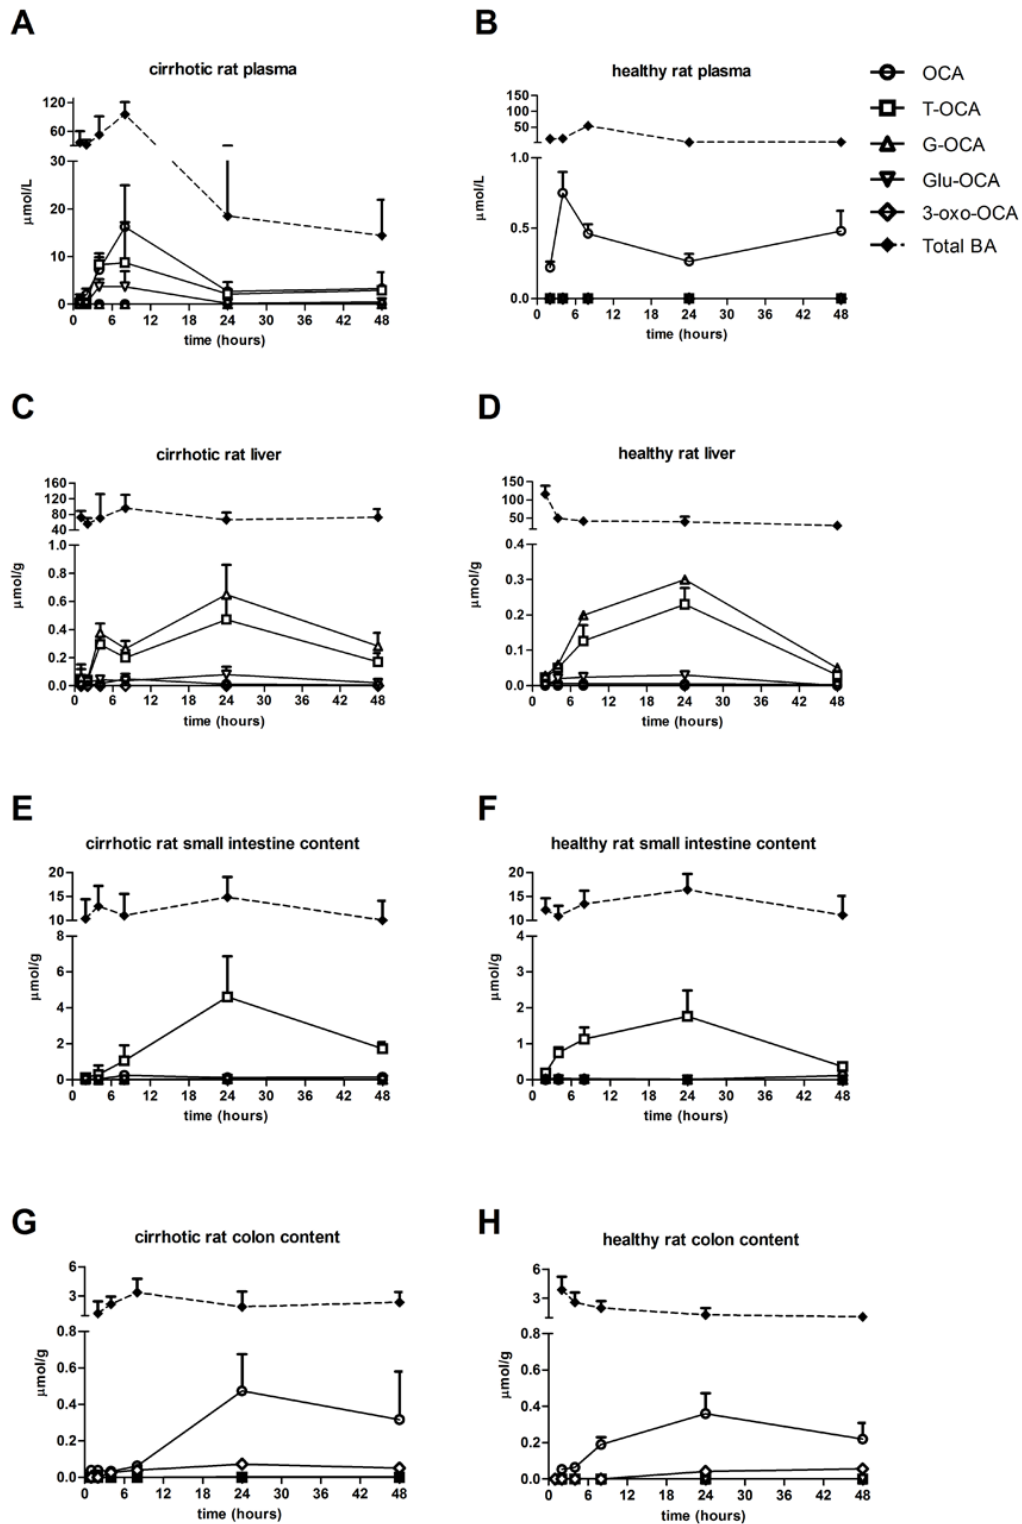 A
B
cirrhotic rat plasma
healthy rat plasma
OCA
T-OCA
G-OCA
Glu-OCA
3-oxo-OCA
Total BA
120
60
30
20
10
0
µmol/L
0 6 12 18 24 30 36 42 48
time (hours)
150
100
50
1.0
0.5
0.0
µmol/L
0 6 12 18 24 30 36 42 48
time (hours)
C
D
cirrhotic rat liver
healthy rat liver
160
120
80
40
1.0
0.8
0.6
0.4
0.2
0.0
µmol/g
0 6 12 18 24 30 36 42 48
time (hours)
150
100
50
0.4
0.3
0.2
0.1
0.0
µmol/g
0 6 12 18 24 30 36 42 48
time (hours)
E
F
cirrhotic rat small intestine content
healthy rat small intestine content
20
15
10
8
6
4
2
0
µmol/g
0 6 12 18 24 30 36 42 48
time (hours)
20
15
10
4
3
2
1
0
µmol/g
0 6 12 18 24 30 36 42 48
time (hours)
G
H
cirrhotic rat colon content
healthy rat colon content
6
3
0.8
0.6
0.4
0.2
0.0
µmol/g
0 6 12 18 24 30 36 42 48
time (hours)
6
3
0.8
0.6
0.4
0.2
0.0
µmol/g
0 6 12 18 24 30 36 42 48
time (hours)